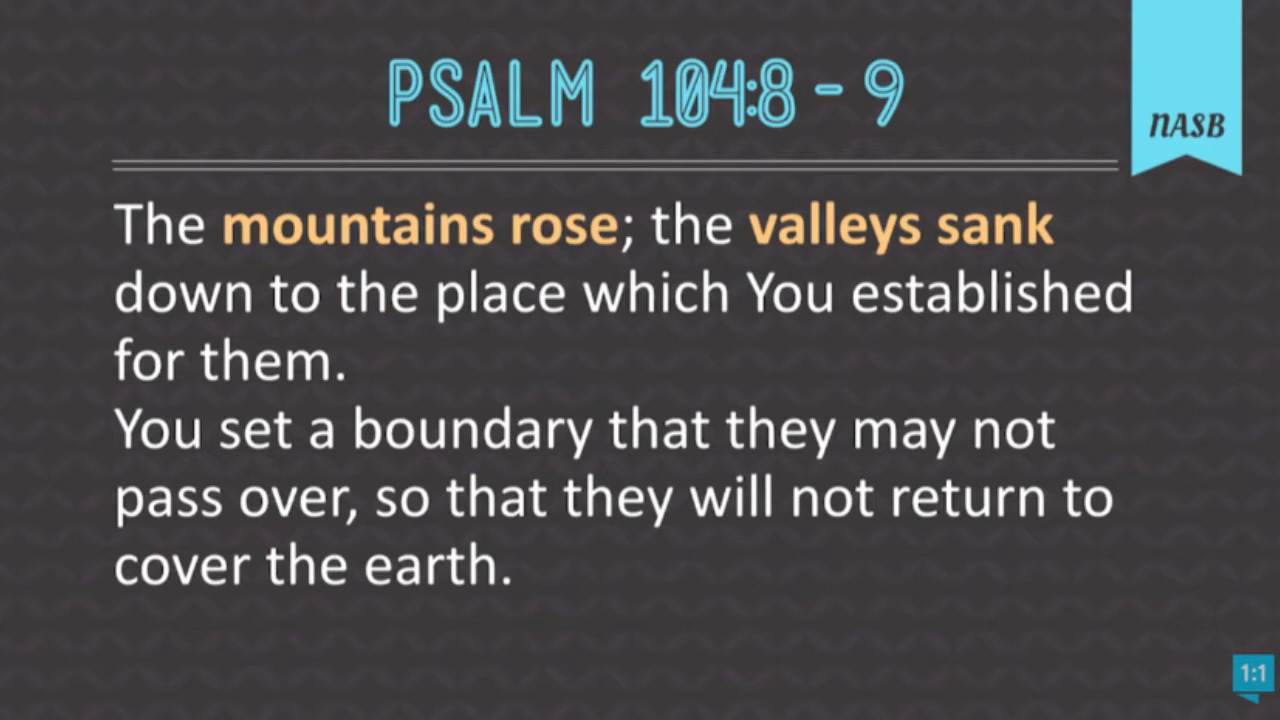 PSALM 104:8 - 9
NASB
The mountains rose; the valleys sank
down to the place which You established
for them.
You set a boundary that they may not
pass over, so that they will not return to
cover the earth.
1:1